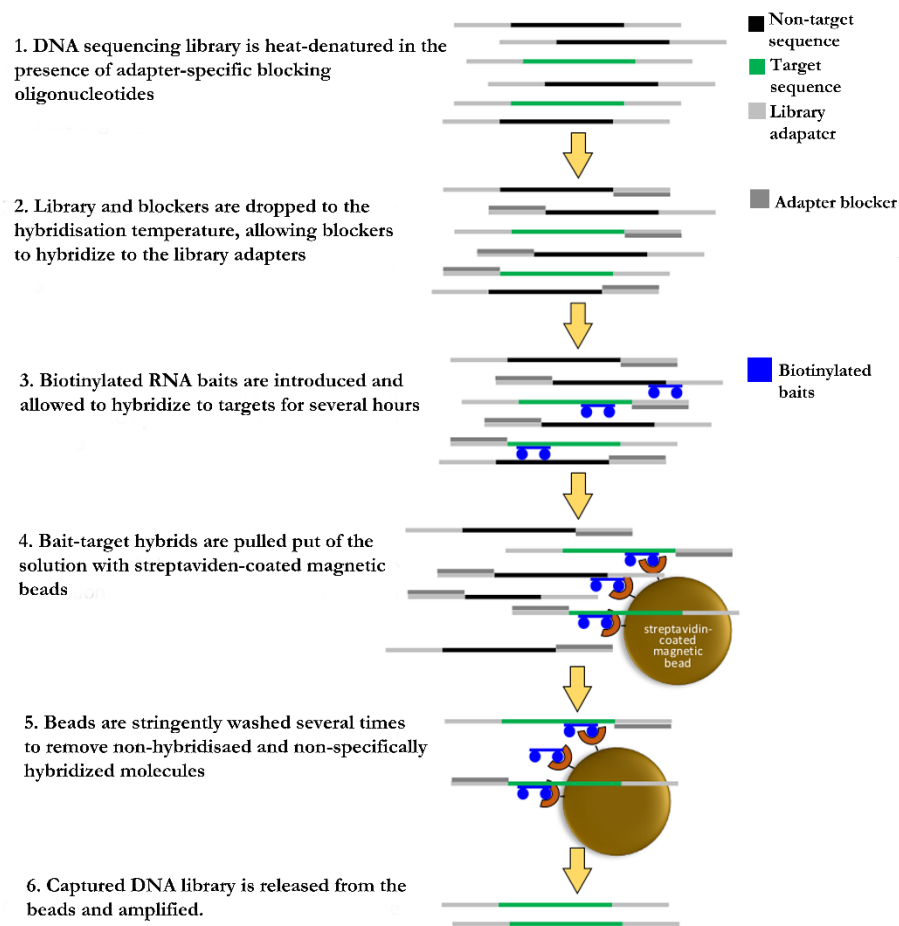 1. DNA sequencing library is heat-denatured in the
presence of adapter-specific blocking
oligonucleotides
Non-target
sequence
Target
sequence
Library
adapater
2. Library and blockers are dropped to the
hybridisation temperature, allowing blockers
to hybridize to the library adapters
Adapter blocker
3. Biotinylated RNA baits are introduced and
allowed to hybridize to targets for several hours
Biotinylated
baits
4. Bait-target hybrids are pulled put of the
solution with streptaviden-coated magnetic
beads
streptavidin-
coated
magnetic
bead
5. Beads are stringently washed several times
to remove non-hybridisaed and non-specifically
hybridized molecules
6. Captured DNA library is released from the
beads and amplified.